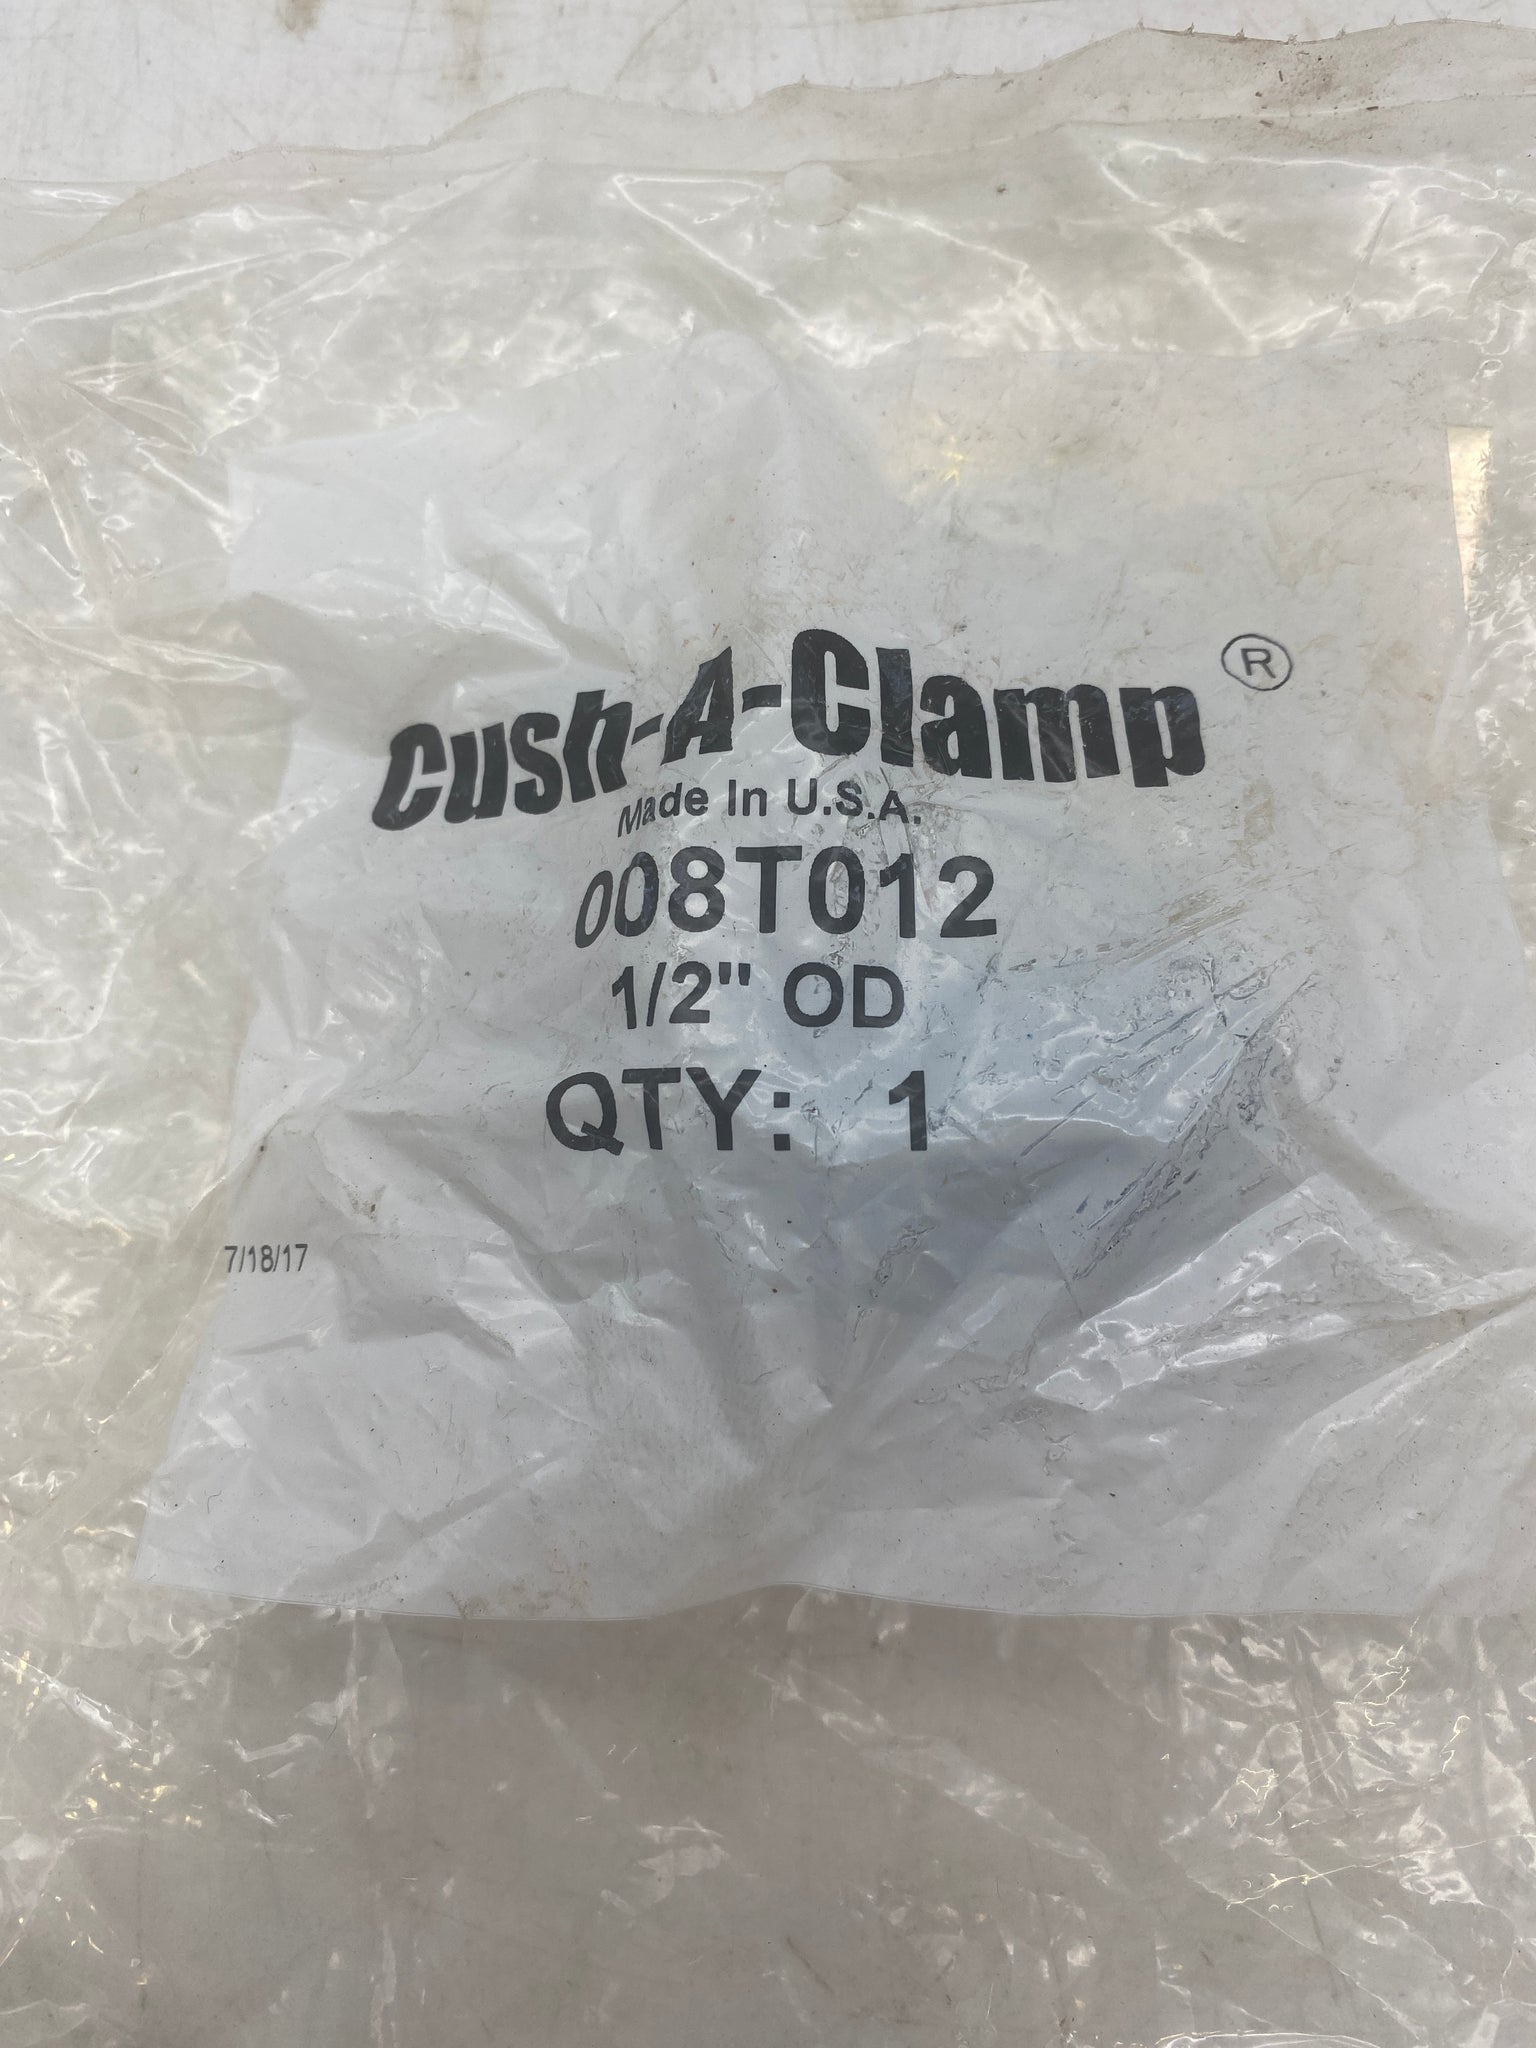 Cush-A-Clamp®
Made In U.S.A.
008T012
1/2" OD
QTY: 1
7/18/17